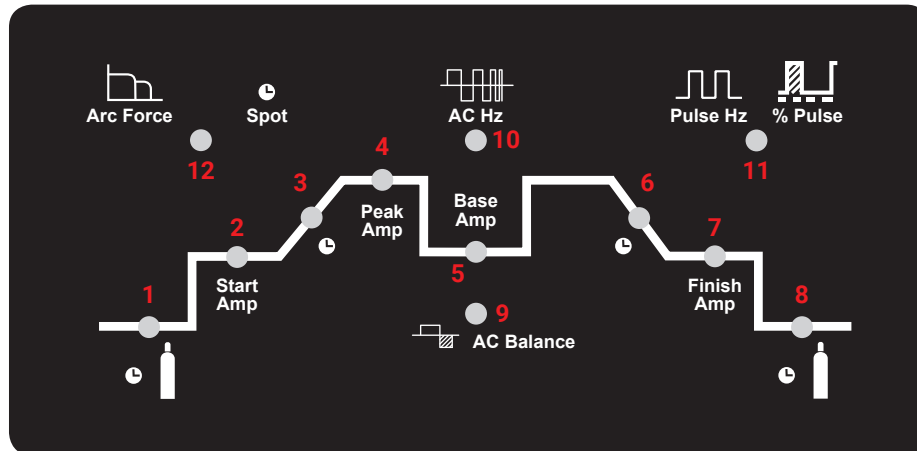 Arc Force
Spot
AC Hz
Pulse Hz
% Pulse
12
4
10
11
3
Peak
Amp
Base
Amp
6
2
Start
Amp
5
7
Finish
Amp
1
9
8
AC Balance